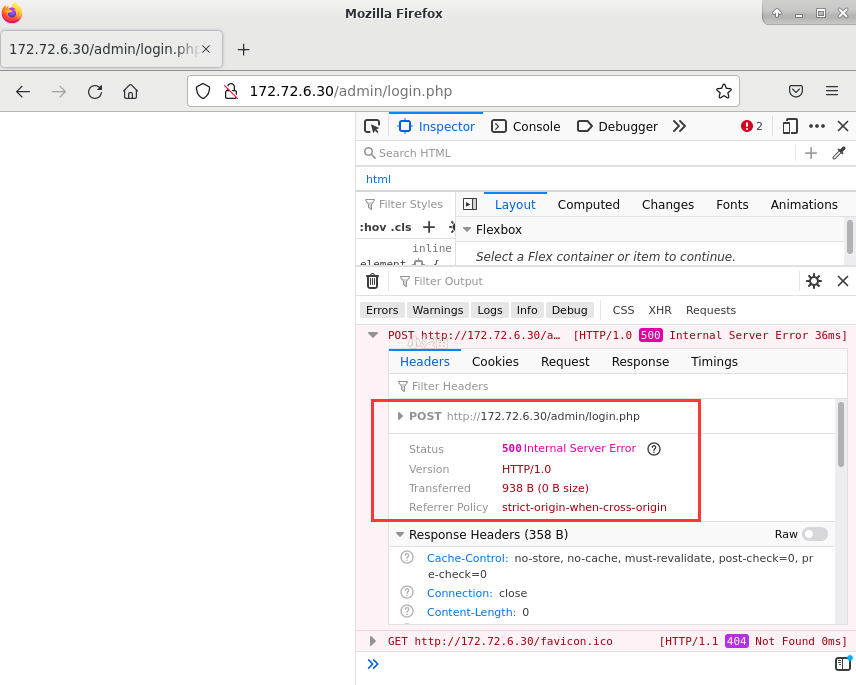 Mozilla Firefox
172.72.6.30/admin/login.php
172.72.6.30/admin/login.php
Inspector Console Debugger 2
Search HTML
html
Filter Styles
Layout Computed Changes Fonts Animations
:hov .cls
Flexbox
inline
Select a Flex container or item to continue.
element {
Filter Output
Errors Warnings Logs Info Debug CSS XHR Requests
POST http://172.72.6.30/a… [HTTP/1.0 500 Internal Server Error 36ms]
Headers Cookies Request Response Timings
Filter Headers
POST http://172.72.6.30/admin/login.php
Status 500 Internal Server Error
Version HTTP/1.0
Transferred 938 B (0 B size)
Referrer Policy strict-origin-when-cross-origin
Response Headers (358 B) Raw
Cache-Control: no-store, no-cache, must-revalidate, post-check=0, pr
e-check=0
Connection: close
Content-Length: 0
GET http://172.72.6.30/favicon.ico [HTTP/1.1 404 Not Found 0ms]